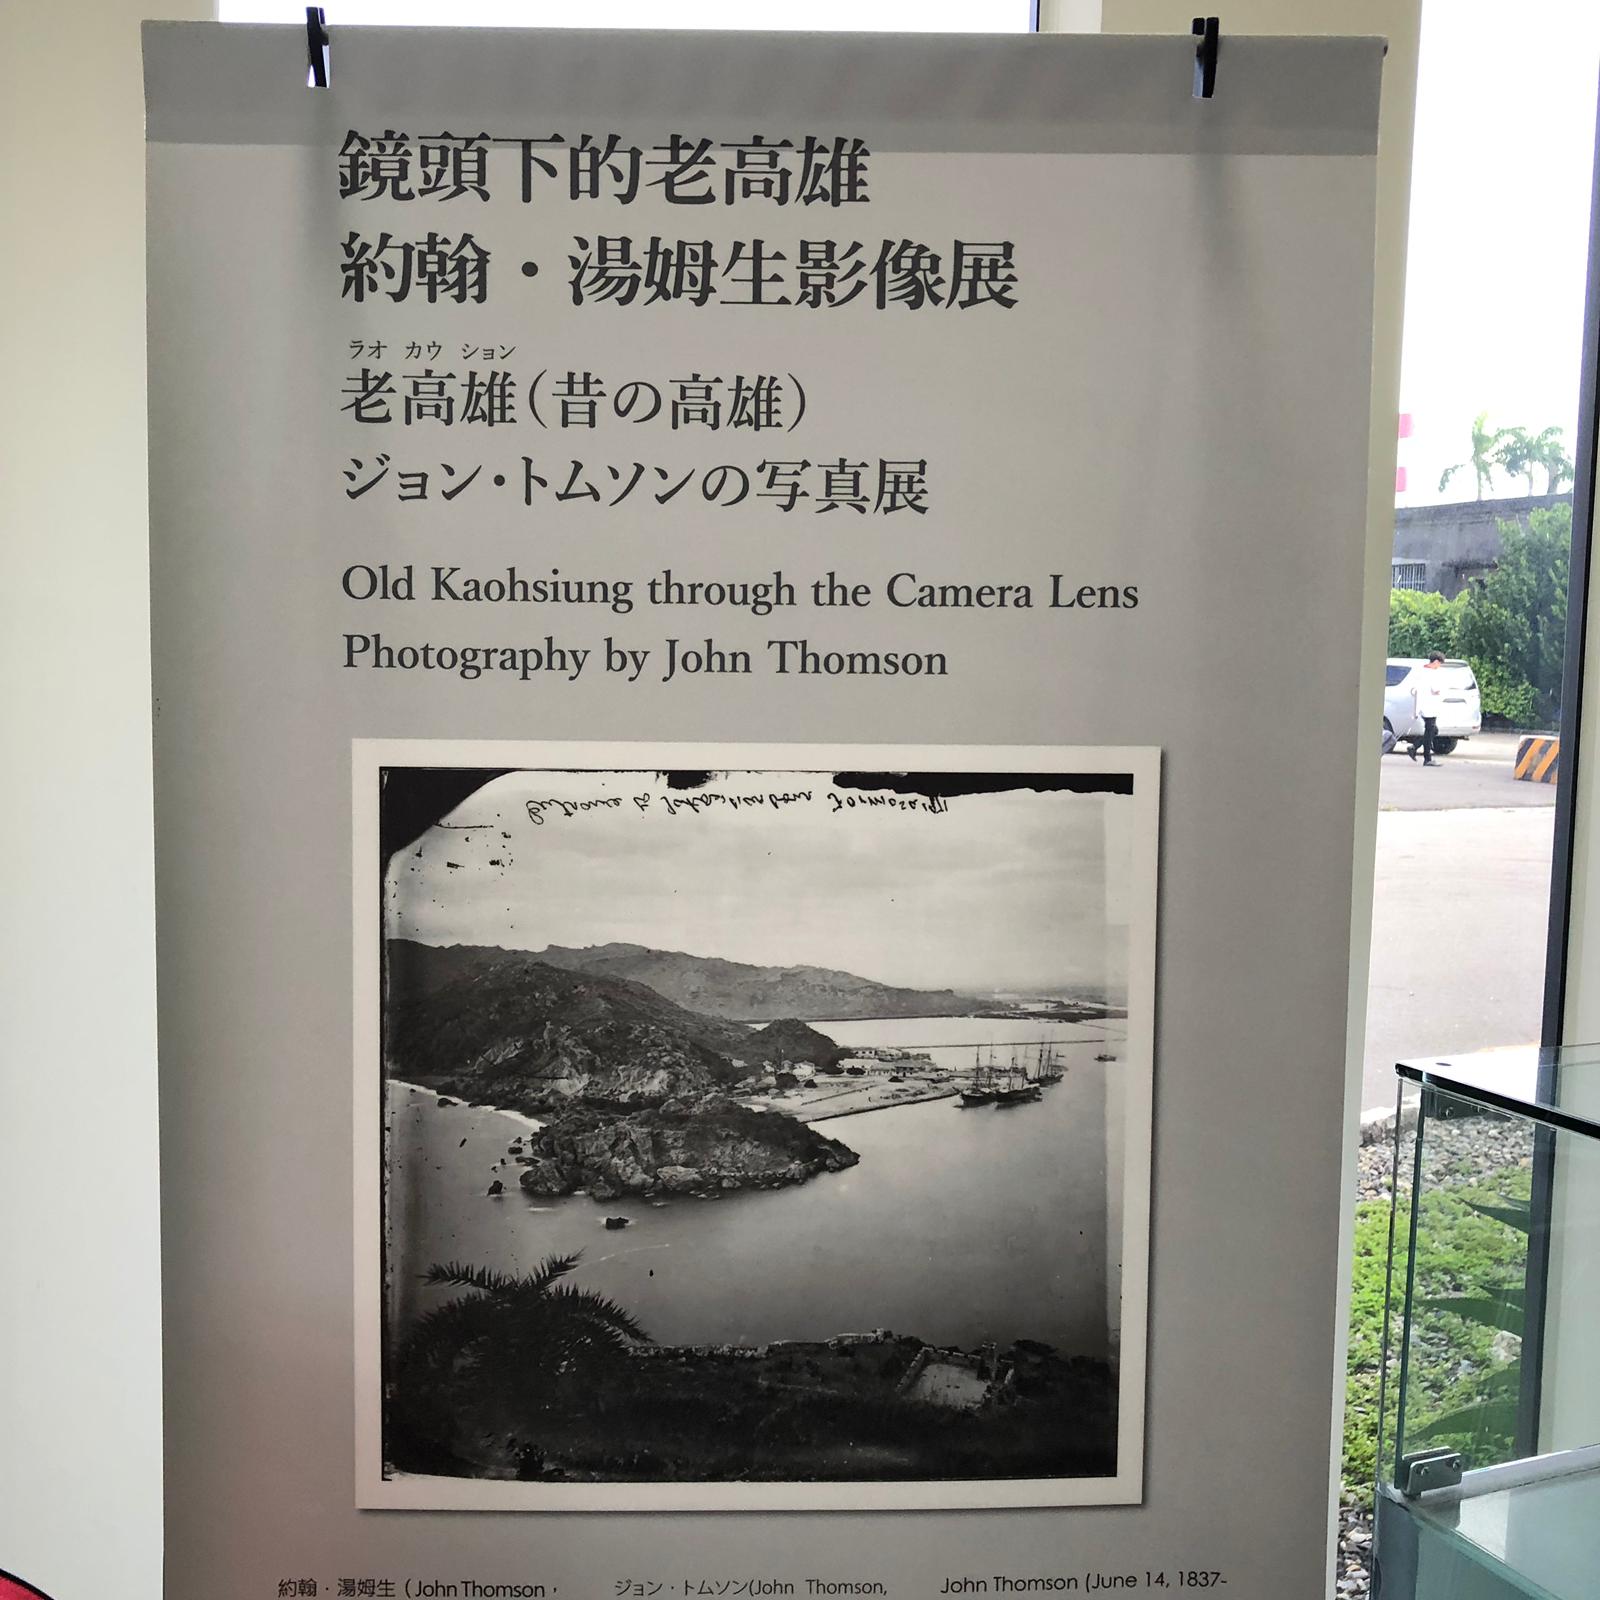 鏡頭下的老高雄
約翰・湯姆生影像展
ラオ カウ ション
老高雄(昔の高雄)
ジョン・トムソンの写真展
Old Kaohsiung through the Camera Lens
Photography by John Thomson
Entrance to Formosa
約翰・湯姆生(John Thomson,
ジョン・トムソン(John Thomson,
John Thomson (June 14, 1837-